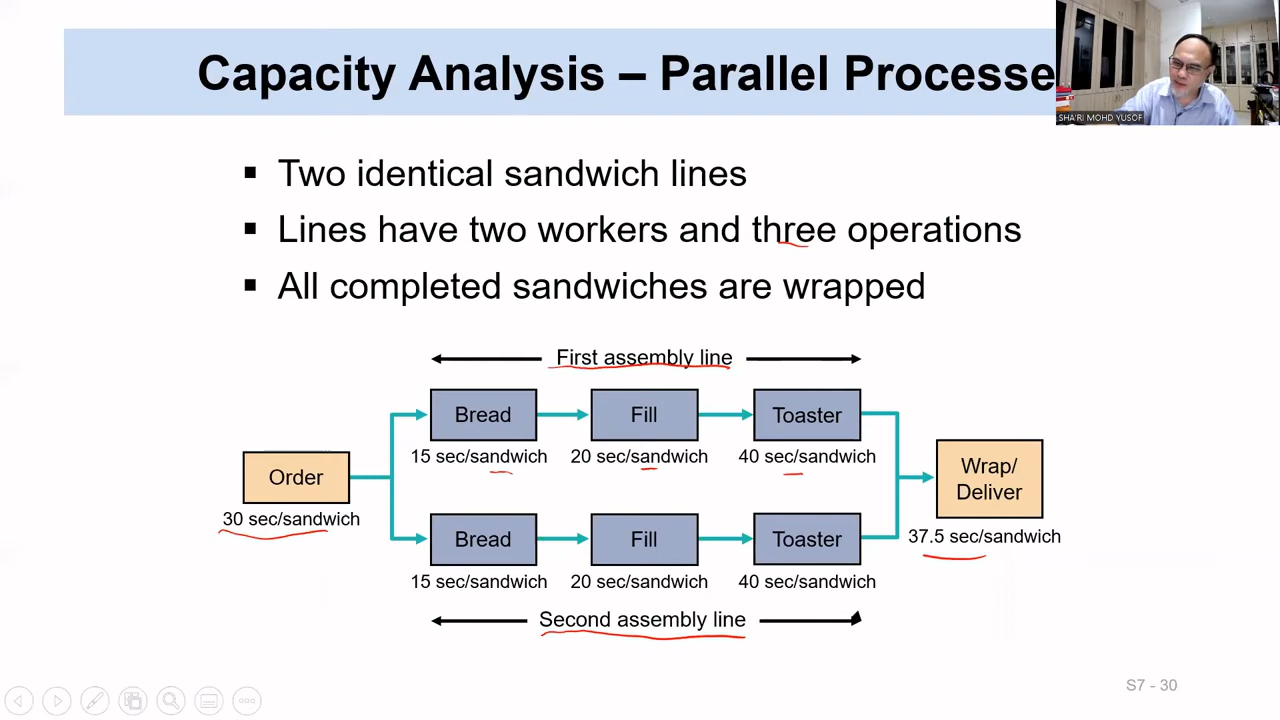 Capacity Analysis – Parallel Processe
SHA'RI MOHD YUSOF
▪ Two identical sandwich lines
▪ Lines have two workers and three operations
▪ All completed sandwiches are wrapped
First assembly line
Bread
Fill
Toaster
15 sec/sandwich
20 sec/sandwich
40 sec/sandwich
Order
30 sec/sandwich
Wrap/
Deliver
37.5 sec/sandwich
Bread
Fill
Toaster
15 sec/sandwich
20 sec/sandwich
40 sec/sandwich
Second assembly line
S7 - 30